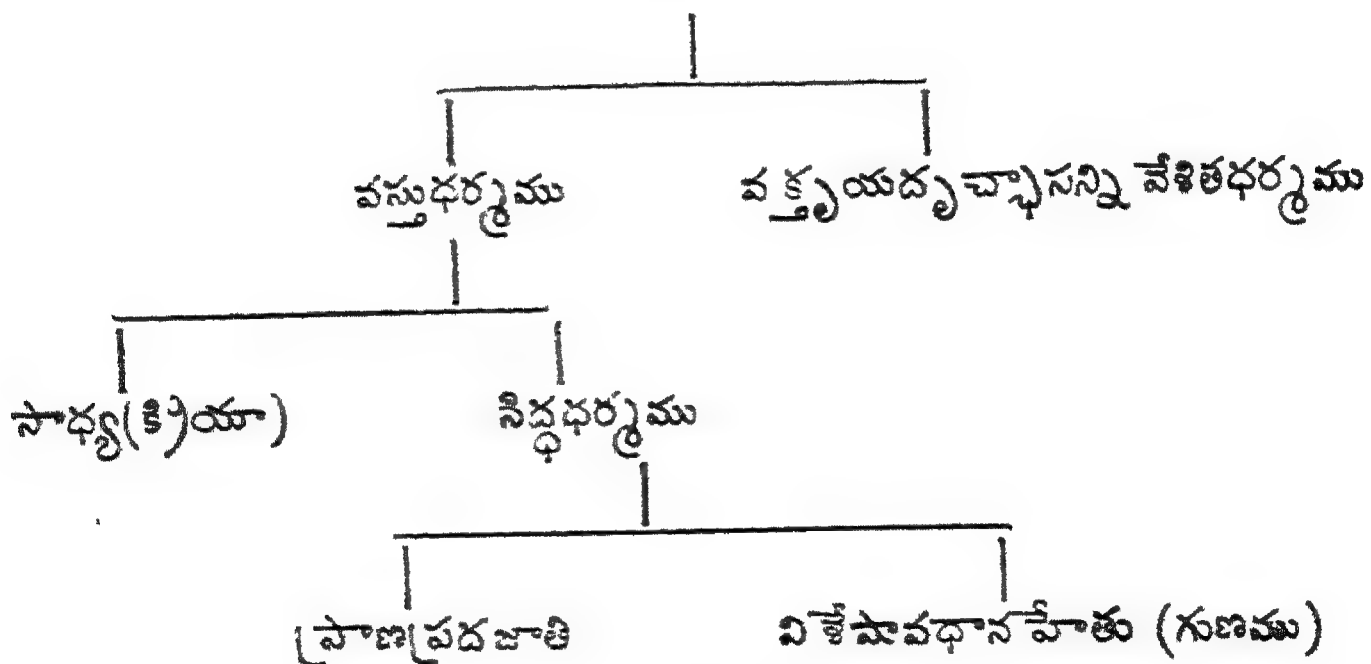 వస్తుధర్మము వక్తృయదృచ్ఛాసన్నివేశితధర్మము
సాధ్య(క్రియా) సిద్ధధర్మము
ప్రాణప్రదజాతి విశేషావధానహేతు (గుణము)